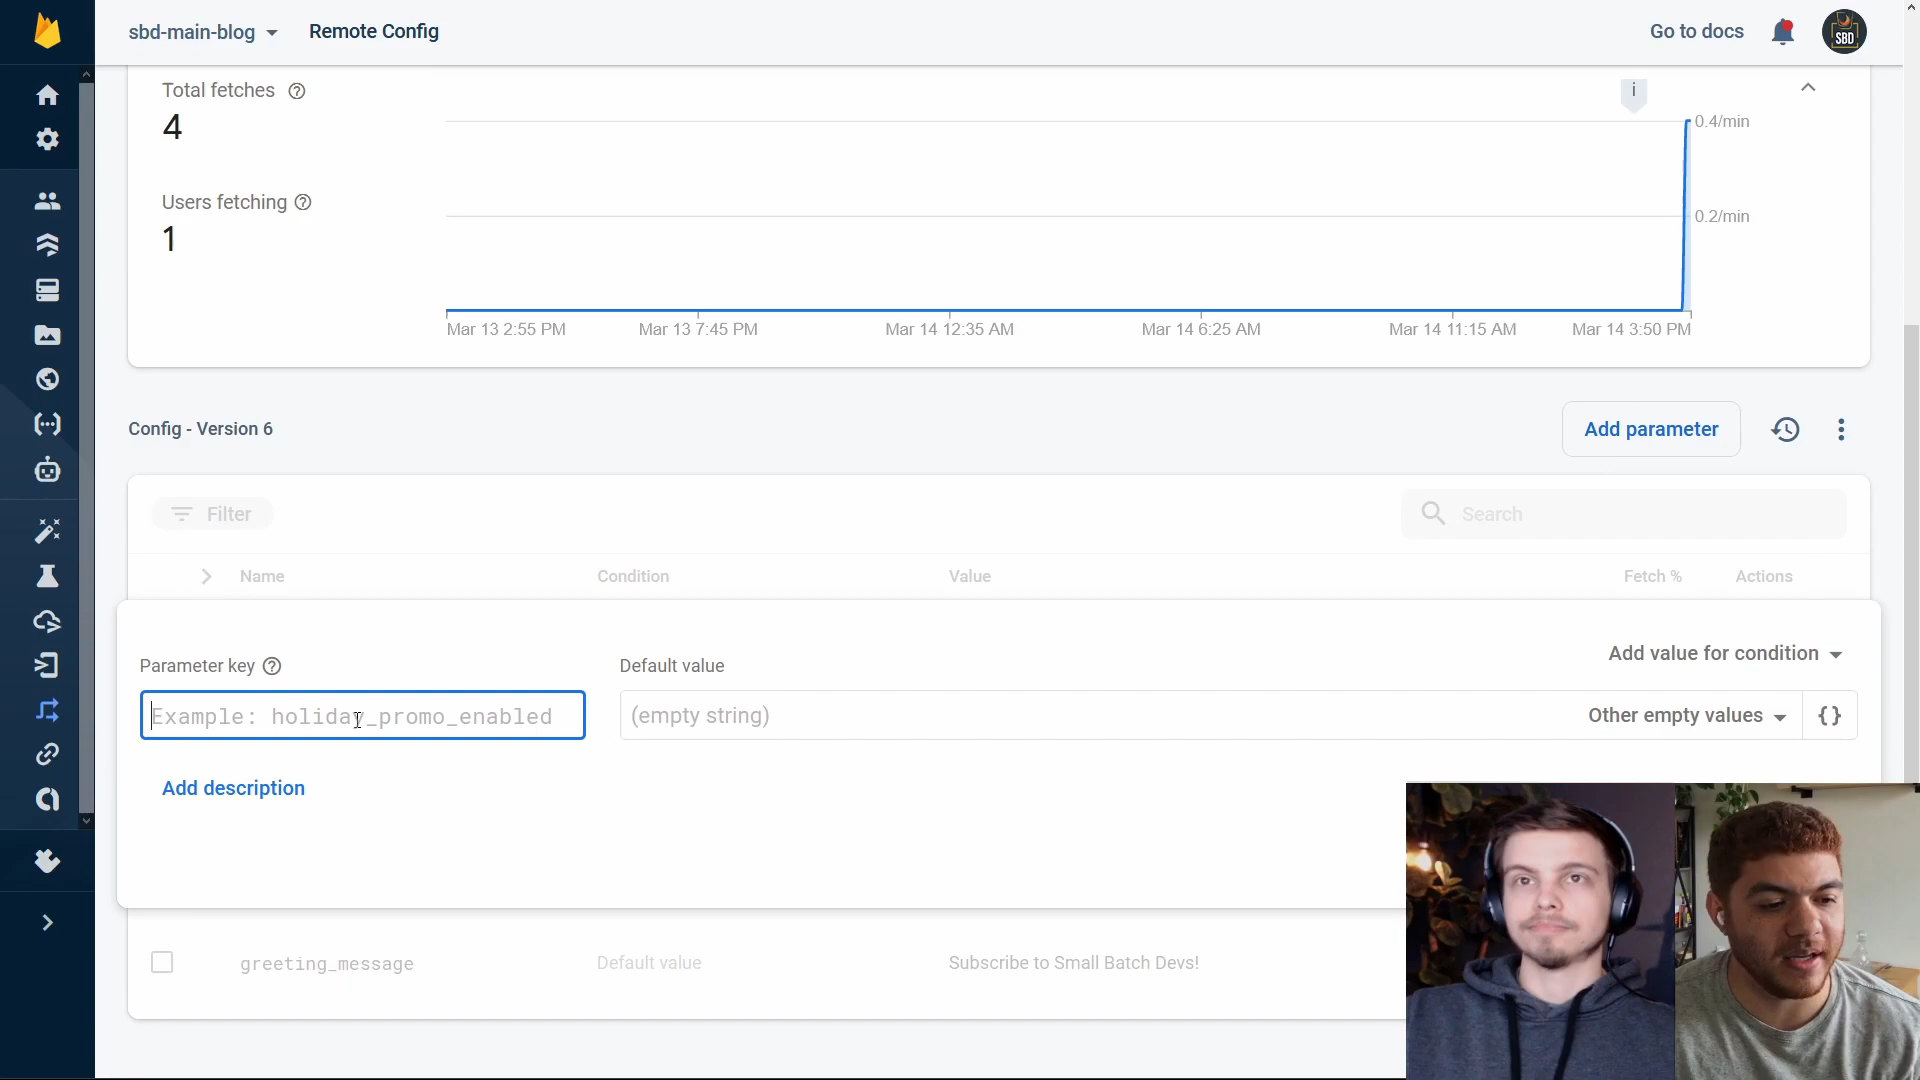 sbd-main-blog
Remote Config
Go to docs
SBD
Total fetches
4
i
0.4/min
Users fetching
1
0.2/min
Mar 13 2:55 PM
Mar 13 7:45 PM
Mar 14 12:35 AM
Mar 14 6:25 AM
Mar 14 11:15 AM
Mar 14 3:50 PM
Config - Version 6
Add parameter
Filter
Search
Name
Condition
Value
Fetch %
Actions
Add value for condition
Parameter key
Default value
Example: holiday_promo_enabled
(empty string)
Other empty values
{}
Add description
greeting_message
Default value
Subscribe to Small Batch Devs!